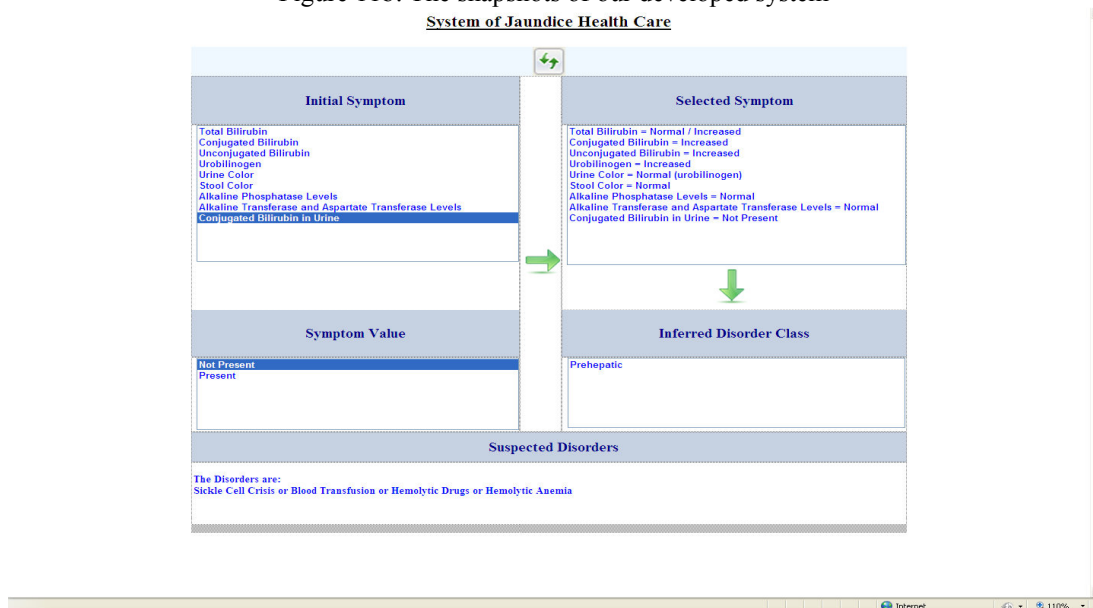 System of Jaundice Health Care
Initial Symptom
Total Bilirubin
Conjugated Bilirubin
Unconjugated Bilirubin
Urobilinogen
Urine Color
Stool Color
Alkaline Phosphatase Levels
Alkaline Transferase and Aspartate Transferase Levels
Conjugated Bilirubin in Urine
Selected Symptom
Total Bilirubin = Normal / Increased
Conjugated Bilirubin = Increased
Unconjugated Bilirubin = Increased
Urobilinogen = Increased
Urine Color = Normal (urobilinogen)
Stool Color = Normal
Alkaline Phosphatase Levels = Normal
Alkaline Transferase and Aspartate Transferase Levels = Normal
Conjugated Bilirubin in Urine = Not Present
Symptom Value
Not Present
Present
Inferred Disorder Class
Prehepatic
Suspected Disorders
The Disorders are:
Sickle Cell Crisis or Blood Transfusion or Hemolytic Drugs or Hemolytic Anemia
Internet
110%